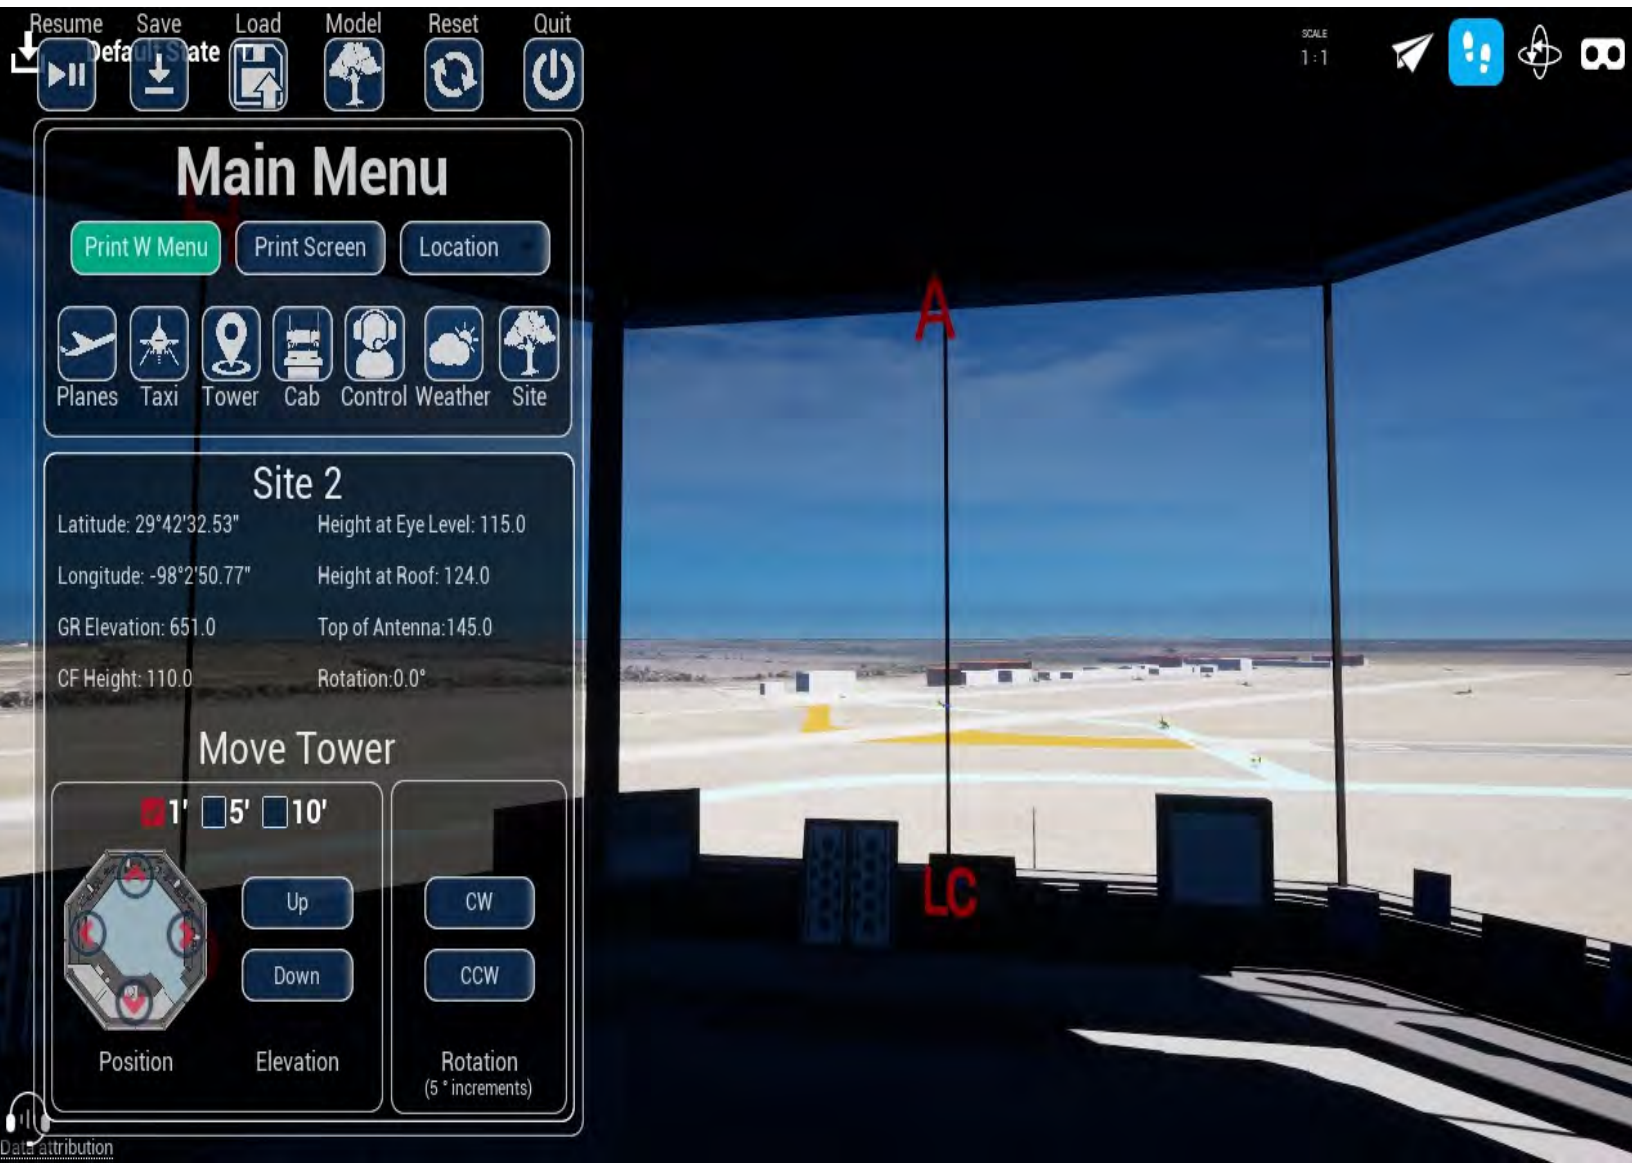 Resume Save Load Model Reset Quit
Default State
SCALE
1:1
Main Menu
Print W Menu Print Screen Location
Planes Taxi Tower Cab Control Weather Site
Site 2
Latitude: 29°42'32.53" Height at Eye Level: 115.0
Longitude: -98°2'50.77" Height at Roof: 124.0
GR Elevation: 651.0 Top of Antenna:145.0
CF Height: 110.0 Rotation:0.0°
Move Tower
1' 5' 10'
Up CW
Down CCW
Position Elevation Rotation
(5 ° increments)
Data attribution
A
LC